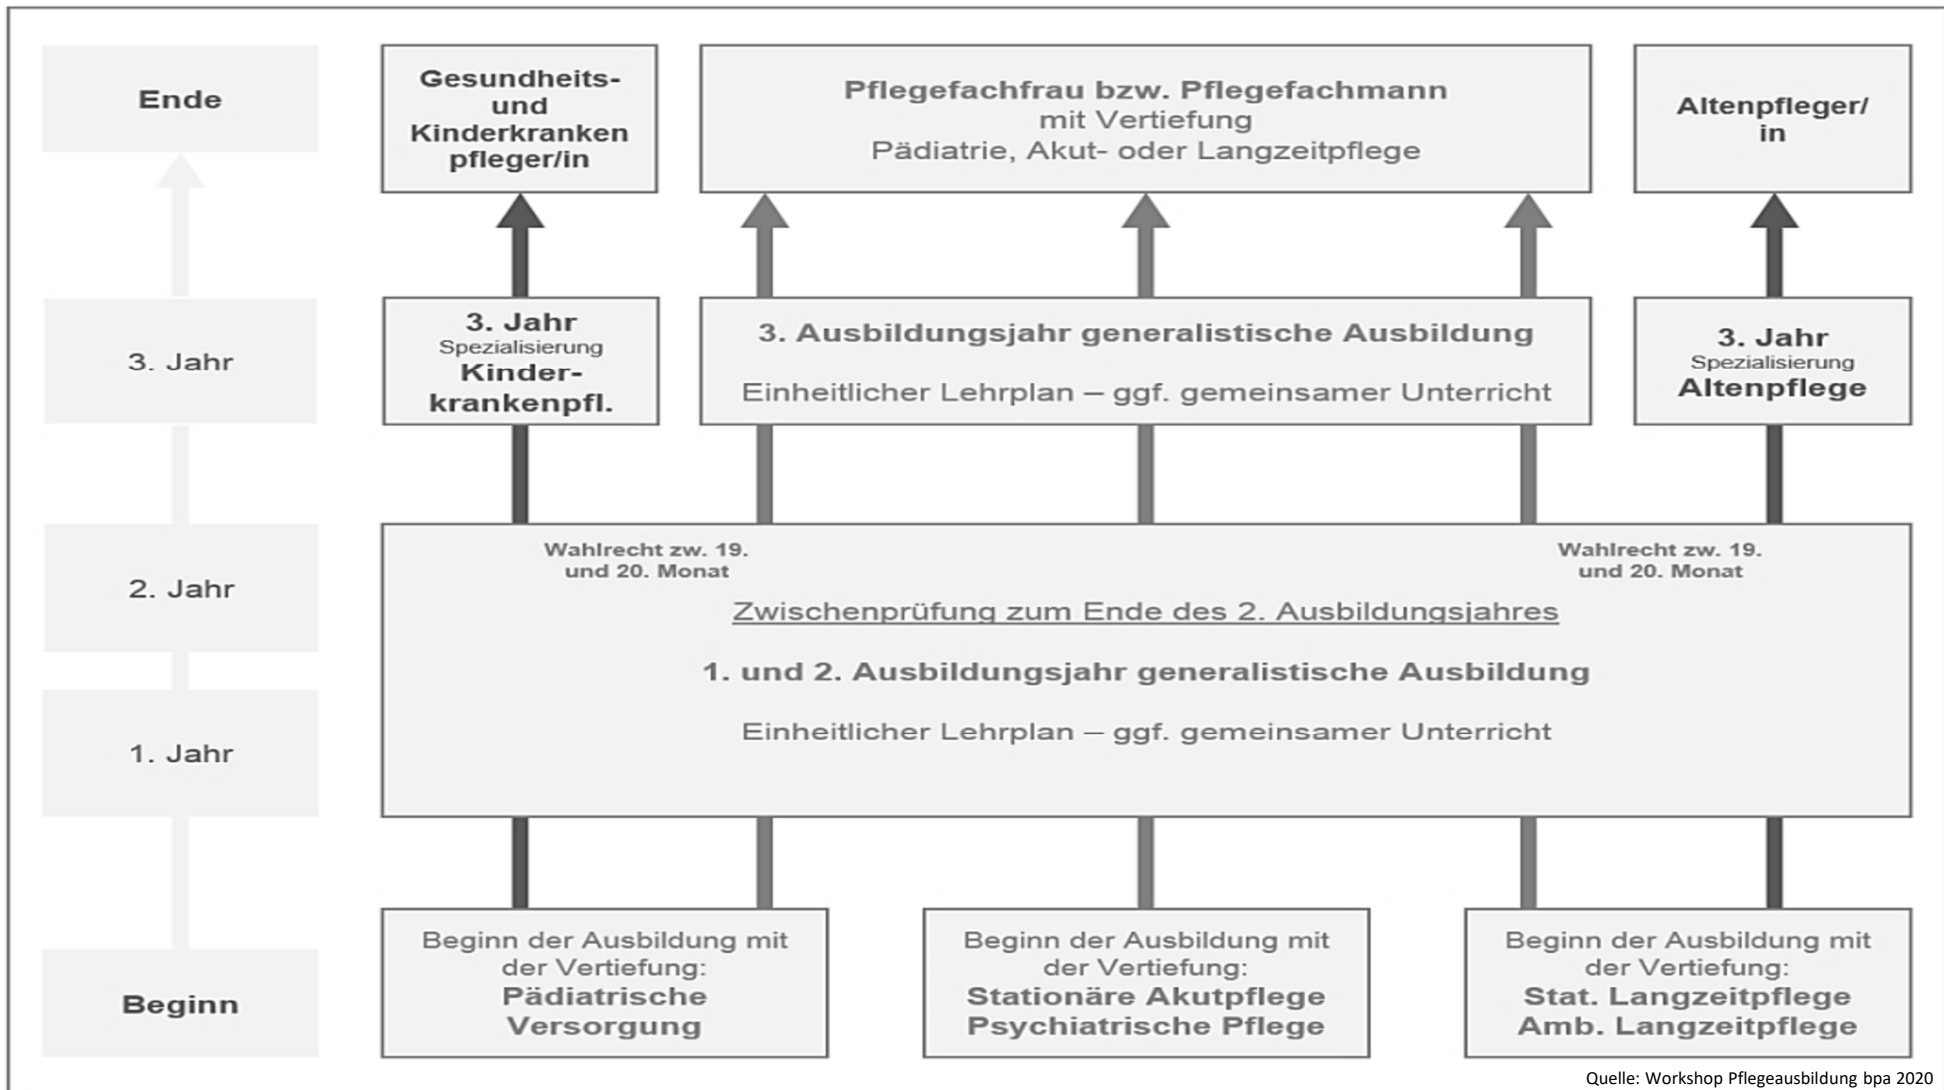 Ende
Gesundheits-
und
Kinderkranken
pfleger/in
Pflegefachfrau bzw. Pflegefachmann
mit Vertiefung
Pädiatrie, Akut- oder Langzeitpflege
Altenpfleger/
in
3. Jahr
3. Jahr
Spezialisierung
Kinder-
krankenpfl.
3. Ausbildungsjahr generalistische Ausbildung
Einheitlicher Lehrplan – ggf. gemeinsamer Unterricht
3. Jahr
Spezialisierung
Altenpflege
2. Jahr
Wahlrecht zw. 19.
und 20. Monat
Wahlrecht zw. 19.
und 20. Monat
Zwischenprüfung zum Ende des 2. Ausbildungsjahres
1. und 2. Ausbildungsjahr generalistische Ausbildung
Einheitlicher Lehrplan – ggf. gemeinsamer Unterricht
1. Jahr
Beginn
Beginn der Ausbildung mit
der Vertiefung:
Pädiatrische
Versorgung
Beginn der Ausbildung mit
der Vertiefung:
Stationäre Akutpflege
Psychiatrische Pflege
Beginn der Ausbildung mit
der Vertiefung:
Stat. Langzeitpflege
Amb. Langzeitpflege
Quelle: Workshop Pflegeausbildung bpa 2020